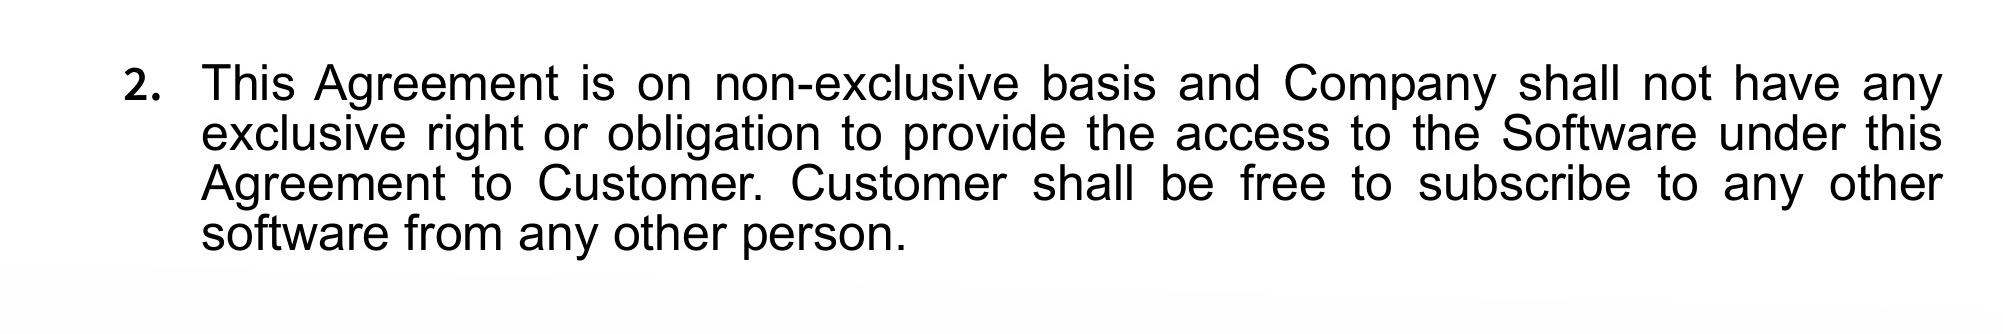 2. This Agreement is on non-exclusive basis and Company shall not have any
exclusive right or obligation to provide the access to the Software under this
Agreement to Customer. Customer shall be free to subscribe to any other
software from any other person.